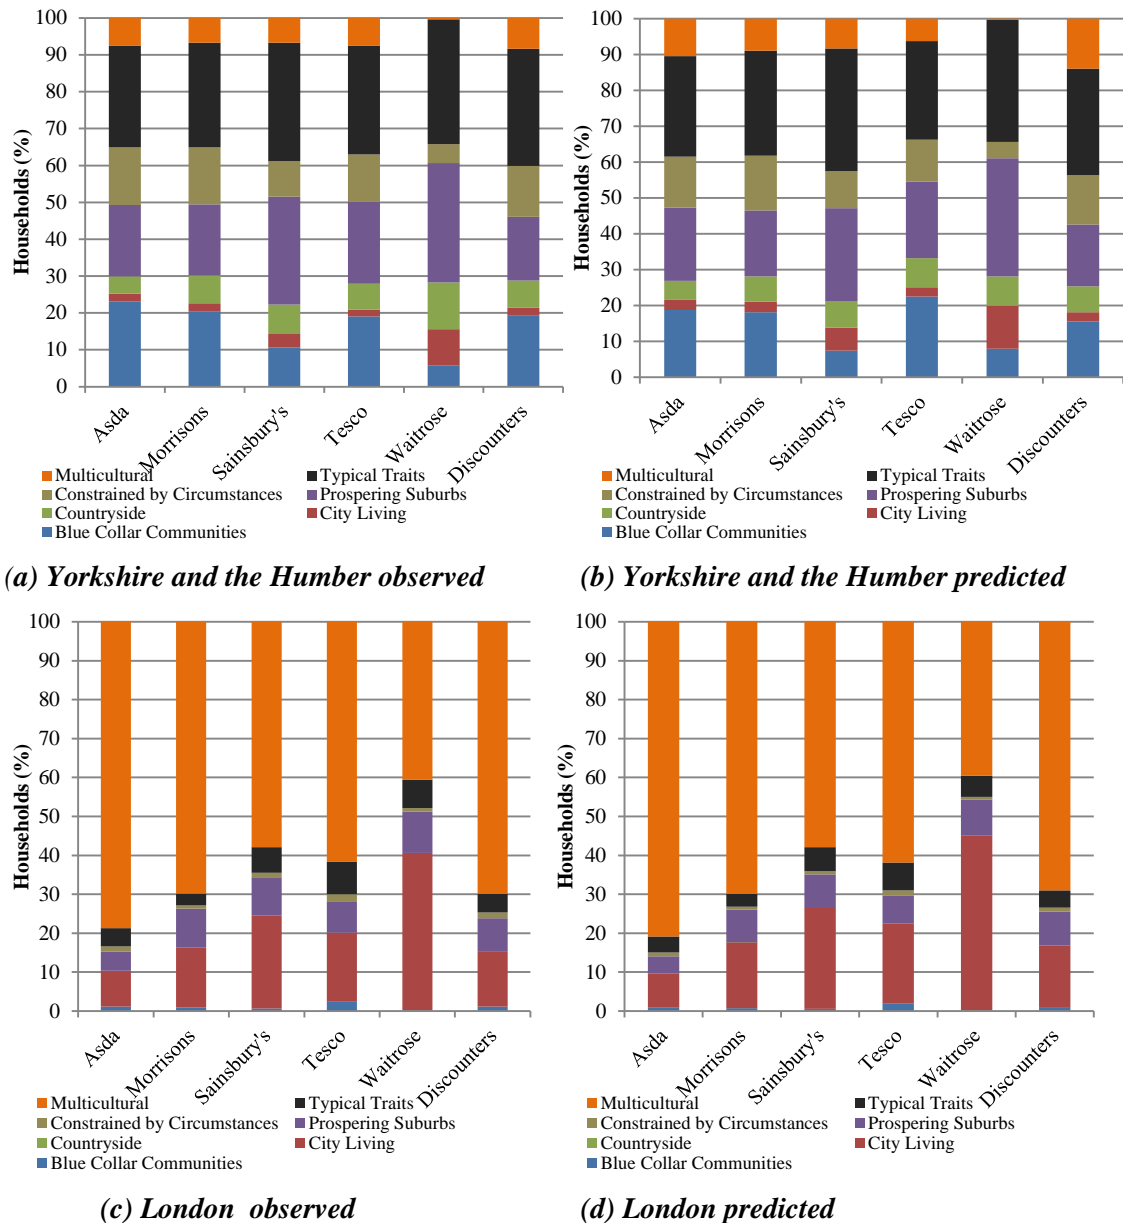 100
90
80
70
60
50
40
30
20
10
0
Households (%)
Asda
Morrisons
Sainsbury's
Tesco
Waitrose
Discounters
Multicultural
Typical Traits
Constrained by Circumstances
Prospering Suburbs
Countryside
City Living
Blue Collar Communities
(a) Yorkshire and the Humber observed
100
90
80
70
60
50
40
30
20
10
0
Households (%)
Asda
Morrisons
Sainsbury's
Tesco
Waitrose
Discounters
Multicultural
Typical Traits
Constrained by Circumstances
Prospering Suburbs
Countryside
City Living
Blue Collar Communities
(b) Yorkshire and the Humber predicted
100
90
80
70
60
50
40
30
20
10
0
Households (%)
Asda
Morrisons
Sainsbury's
Tesco
Waitrose
Discounters
Multicultural
Typical Traits
Constrained by Circumstances
Prospering Suburbs
Countryside
City Living
Blue Collar Communities
(c) London observed
100
90
80
70
60
50
40
30
20
10
0
Households (%)
Asda
Morrisons
Sainsbury's
Tesco
Waitrose
Discounters
Multicultural
Typical Traits
Constrained by Circumstances
Prospering Suburbs
Countryside
City Living
Blue Collar Communities
(d) London predicted